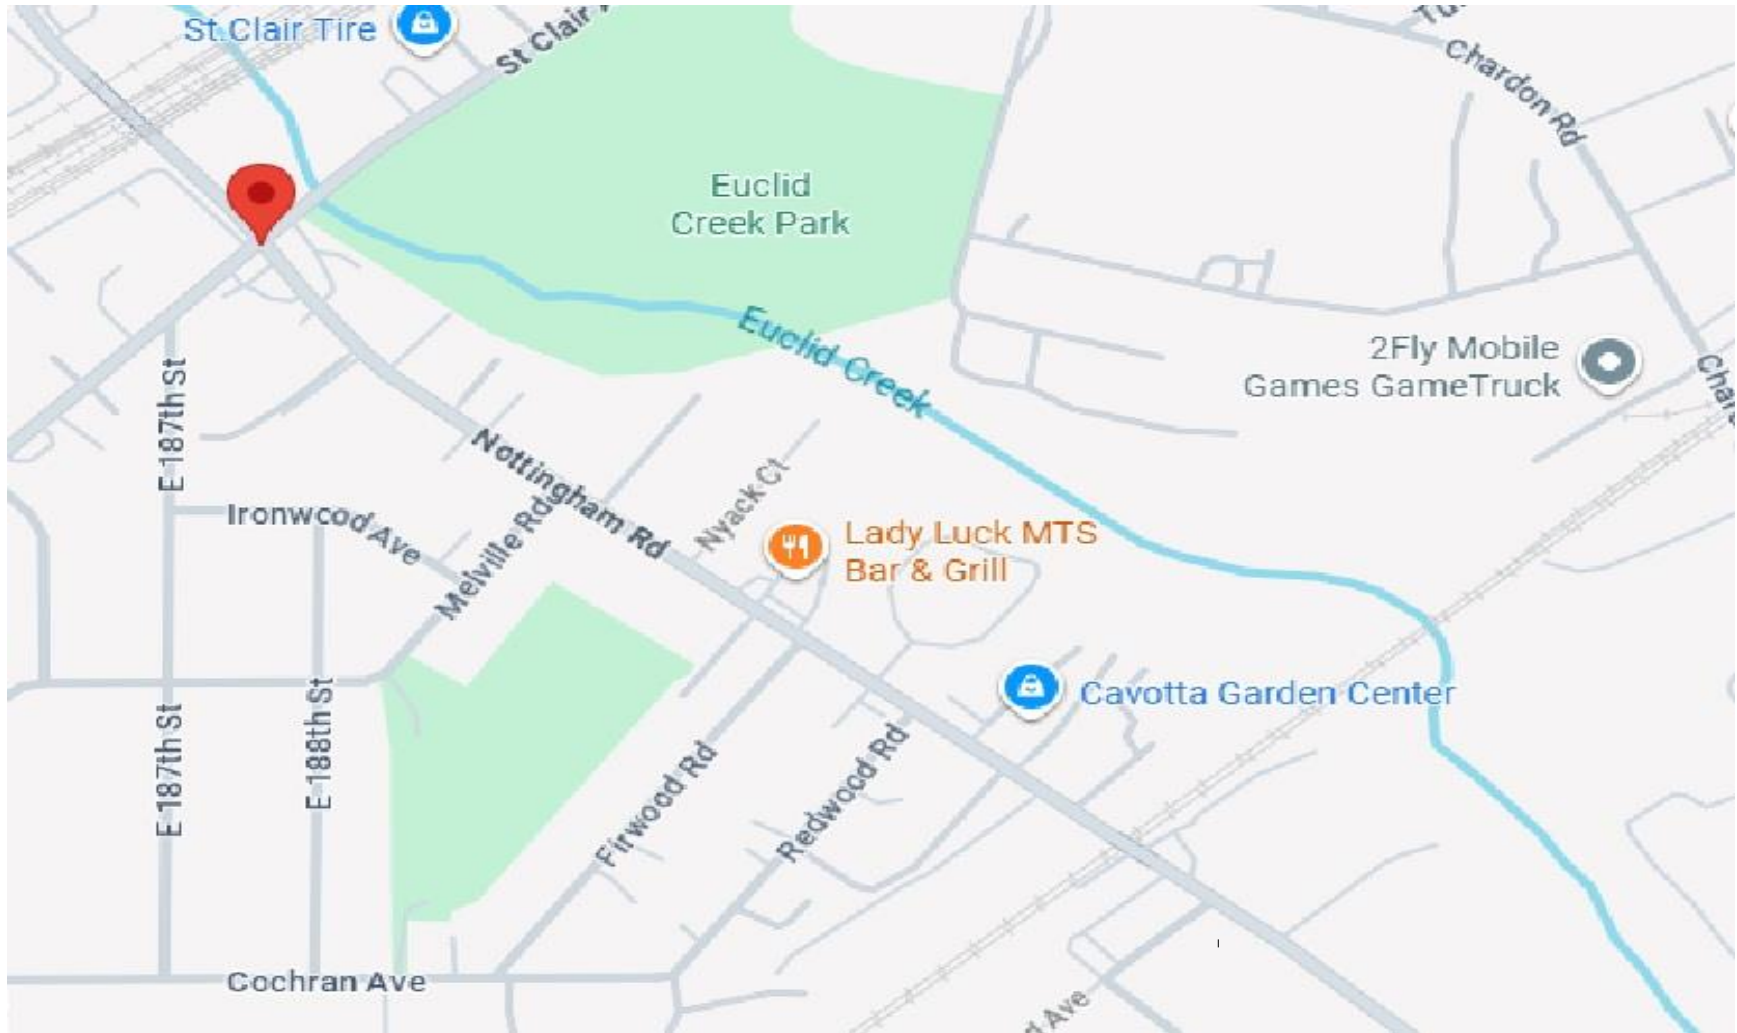 St Clair Tire
St Clair
Chardon Rd
Euclid
Creek Park
Euclid Creek
2Fly Mobile
Games GameTruck
E 187th St
Nottingham Rd
Nyack Ct
Ironwood Ave
Melville Rd
Lady Luck MTS
Bar & Grill
Cavotta Garden Center
E 187th St
E 188th St
Firwood Rd
Redwood Rd
Cochran Ave
Ave